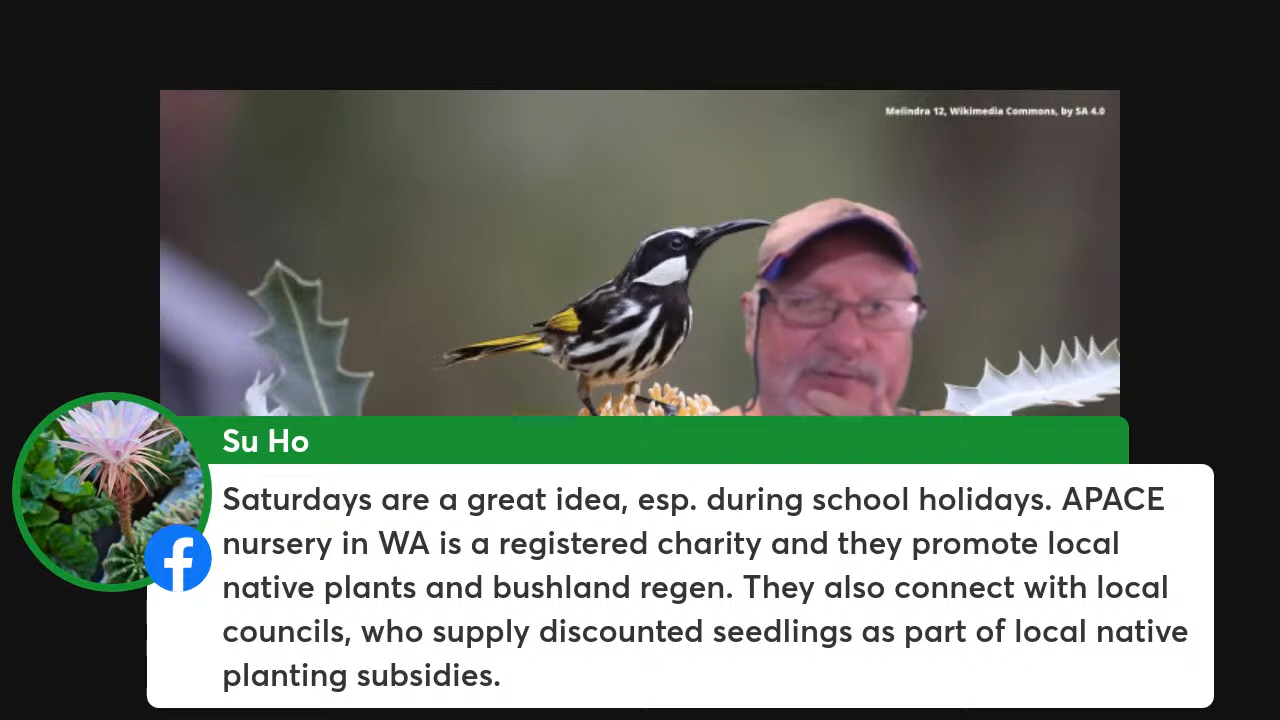 Melindra 12, Wikimedia Commons, by SA 4.0
Su Ho
Saturdays are a great idea, esp. during school holidays. APACE
nursery in WA is a registered charity and they promote local
native plants and bushland regen. They also connect with local
councils, who supply discounted seedlings as part of local native
planting subsidies.